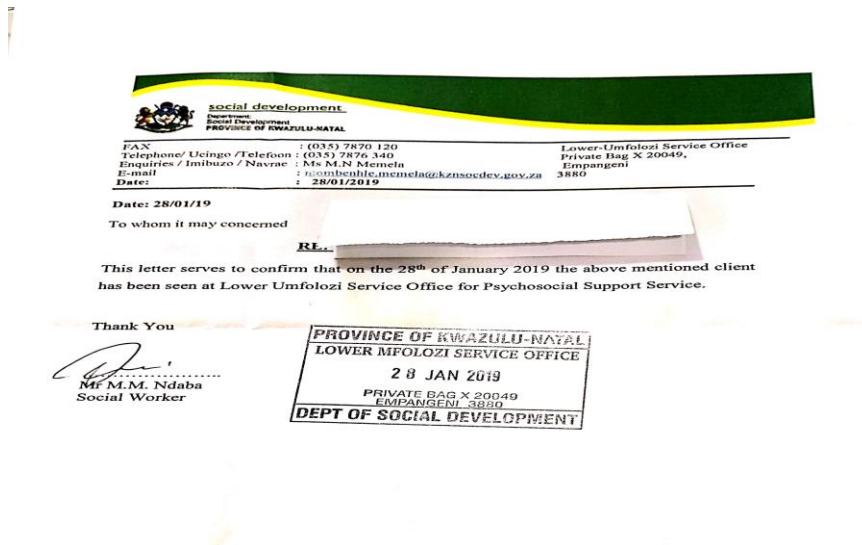 social development
Department:
Social Development
PROVINCE OF KWAZULU-NATAL
FAX : (035) 7870 120
Telephone/ Ucingo /Telefoon : (035) 7876 340
Enquiries / Imibuzo / Navrae : Ms M.N Memela
E-mail : nombenhle.memela@kznsocdev.gov.za
Date: : 28/01/2019
Lower-Umfolozi Service Office
Private Bag X 20049,
Empangeni
3880
Date: 28/01/19
To whom it may concerned
RE:
This letter serves to confirm that on the 28th of January 2019 the above mentioned client
has been seen at Lower Umfolozi Service Office for Psychosocial Support Service.
Thank You
Mr M.M. Ndaba
Social Worker
PROVINCE OF KWAZULU-NATAL
LOWER MFOLOZI SERVICE OFFICE
28 JAN 2019
PRIVATE BAG X 20049
EMPANGENI 3880
DEPT OF SOCIAL DEVELOPMENT